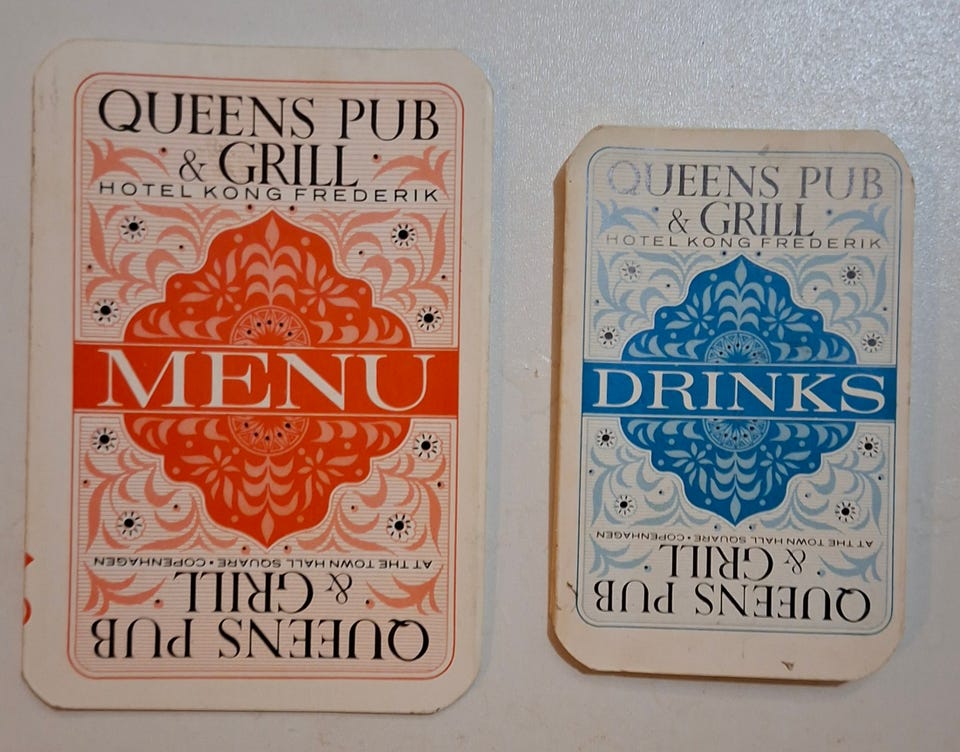 QUEENS PUB
& GRILL
HOTEL KONG FREDERIK
MENU
AT THE TOWN HALL SQUARE • COPENHAGEN
& GRILL
QUEENS PUB
QUEENS PUB
& GRILL
HOTEL KONG FREDERIK
DRINKS
AT THE TOWN HALL SQUARE • COPENHAGEN
& GRILL
QUEENS PUB